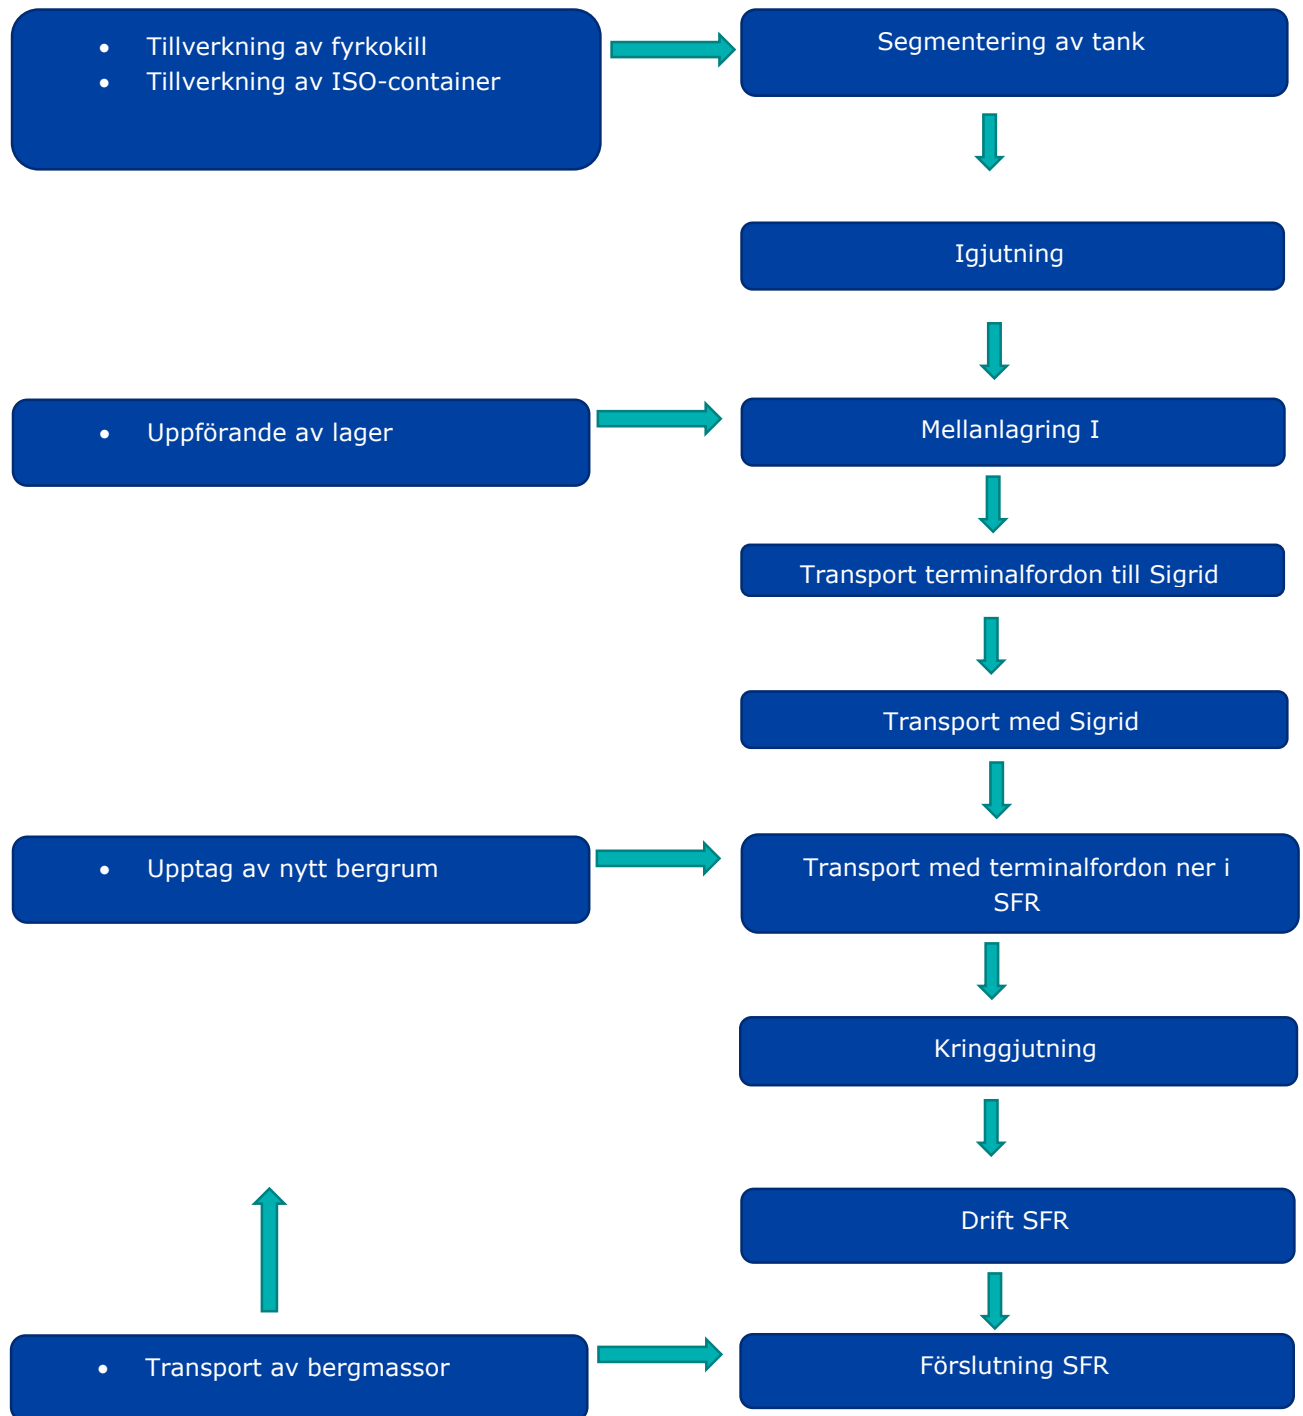 • Tillverkning av fyrkokill
• Tillverkning av ISO-container
Segmentering av tank
Igjutning
• Uppförande av lager
Mellanlagring I
Transport terminalfordon till Sigrid
Transport med Sigrid
• Upptag av nytt bergrum
Transport med terminalfordon ner i
SFR
Kringgjutning
Drift SFR
• Transport av bergmassor
Förslutning SFR